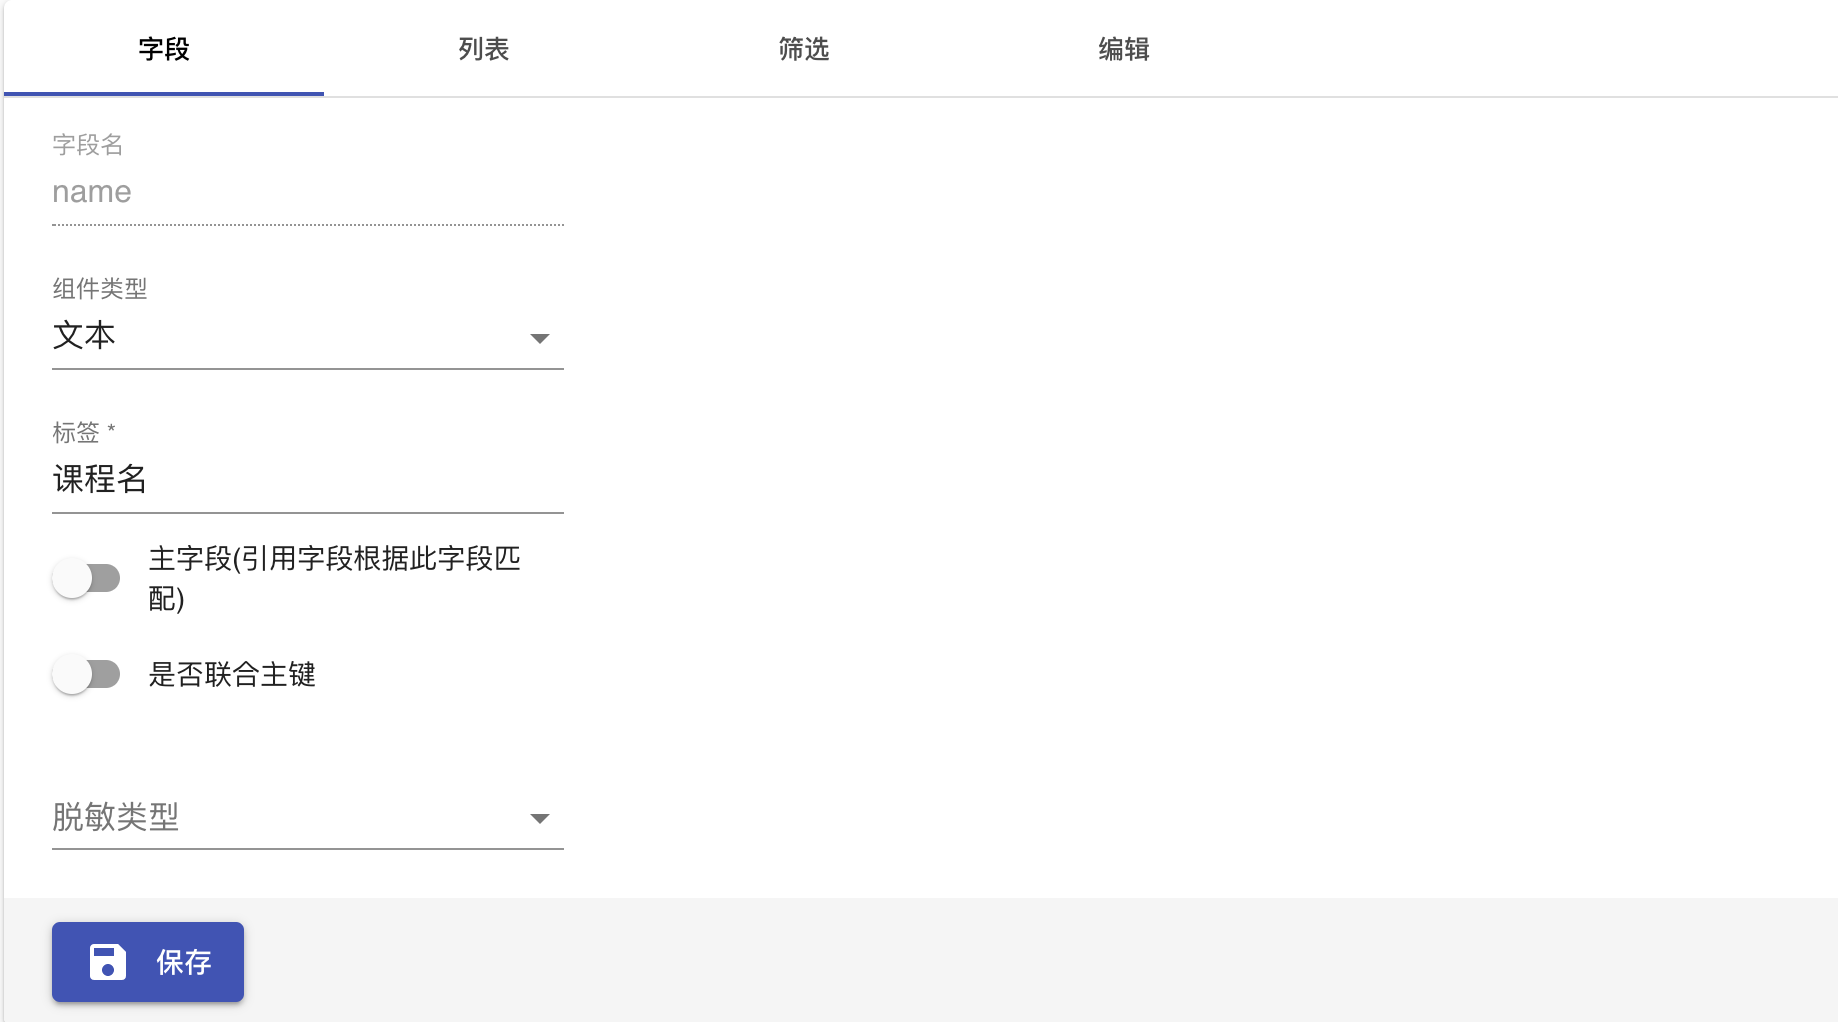 字段
列表
筛选
编辑
字段名
name
组件类型
文本
标签 *
课程名
主字段(引用字段根据此字段匹
配)
是否联合主键
脱敏类型
保存